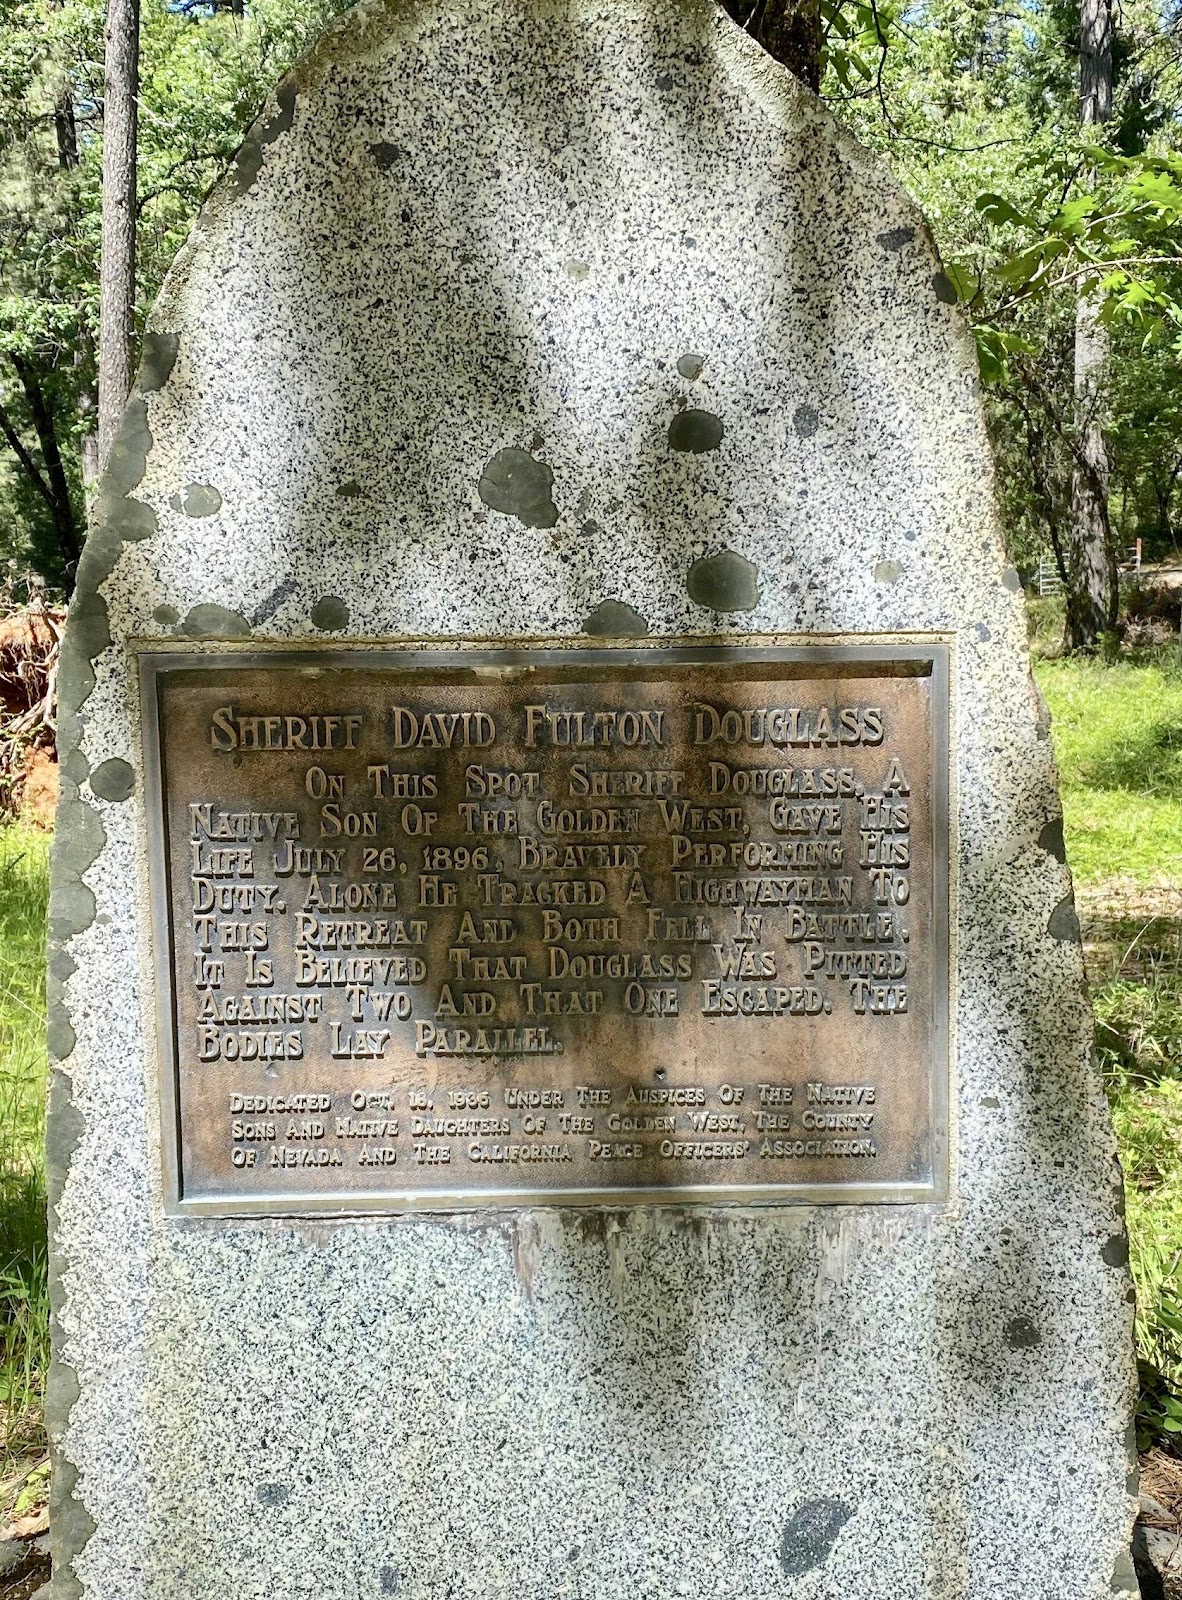 Sheriff David Fulton Douglass
On This Spot Sheriff Douglass, A
Native Son Of The Golden West, Gave His
Life July 26, 1896, Bravely Performing His
Duty. Alone He Tracked A Highwayman To
This Retreat And Both Fell In Battle.
It Is Believed That Douglass Was Pitted
Against Two And That One Escaped. The
Bodies Lay Parallel.
Dedicated Oct. 18, 1936 Under The Auspices Of The Native
Sons And Native Daughters Of The Golden West, The County
Of Nevada And The California Peace Officers' Association.